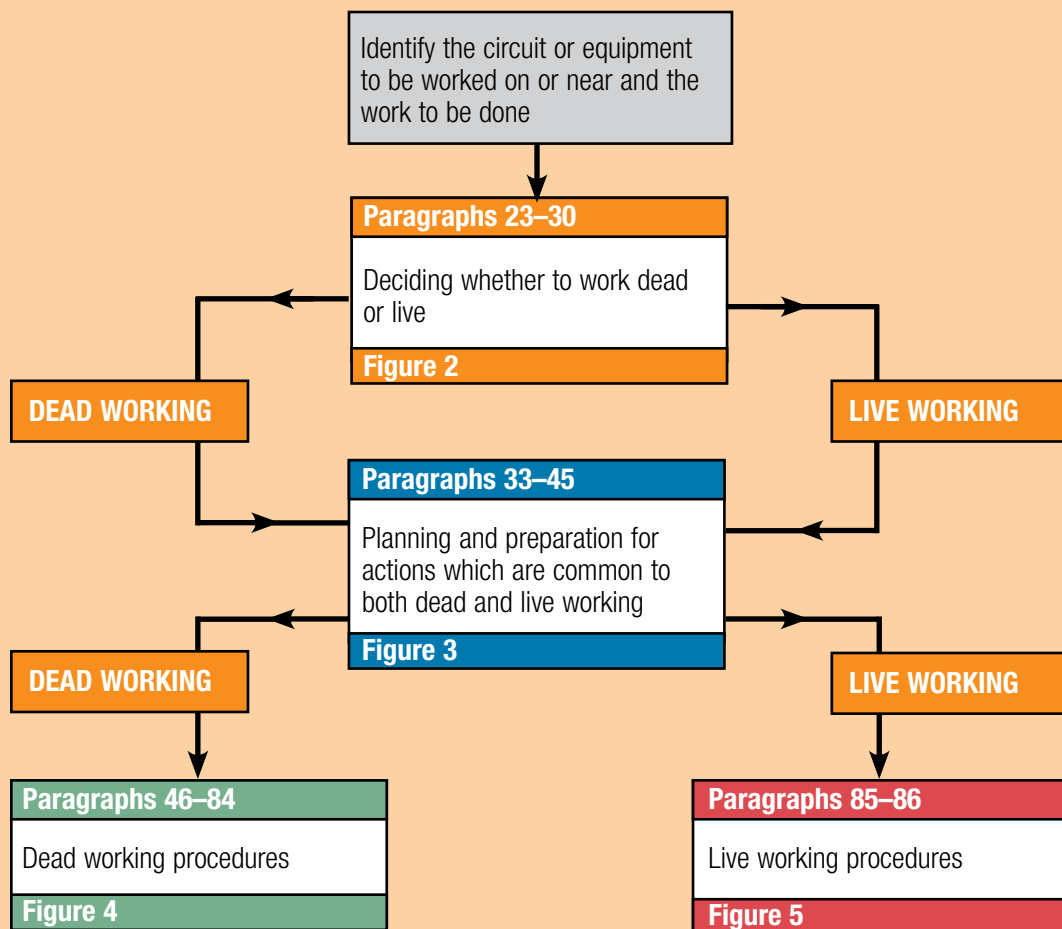 Identify the circuit or equipment
to be worked on or near and the
work to be done
Paragraphs 23–30
Deciding whether to work dead
or live
Figure 2
DEAD WORKING
LIVE WORKING
Paragraphs 33–45
Planning and preparation for
actions which are common to
both dead and live working
Figure 3
DEAD WORKING
LIVE WORKING
Paragraphs 46–84
Dead working procedures
Figure 4
Paragraphs 85–86
Live working procedures
Figure 5